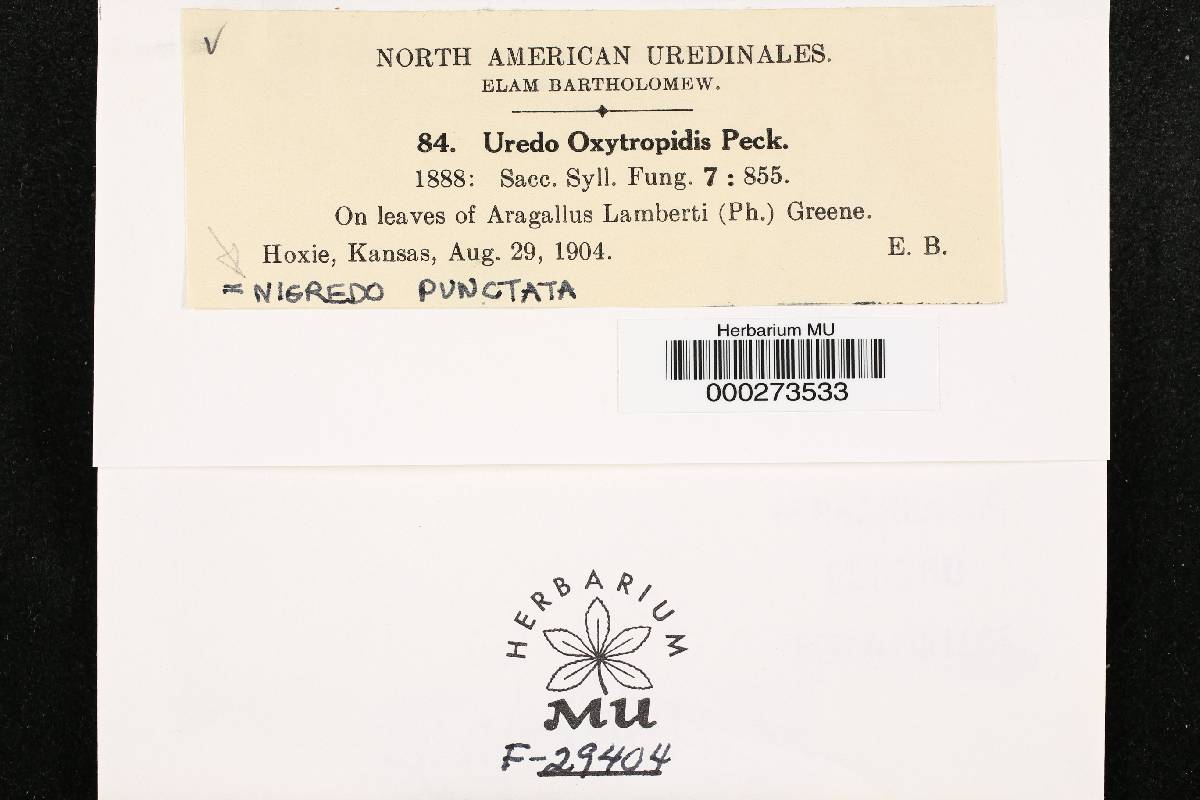 NORTH AMERICAN UREDINALES.
ELAM BARTHOLOMEW.
84. Uredo Oxytropidis Peck.
1888: Sacc. Syll. Fung. 7 : 855.
On leaves of Aragallus Lamberti (Ph.) Greene.
Hoxie, Kansas, Aug. 29, 1904. E. B.
= NIGREDO PUNCTATA
Herbarium MU
000273533
HERBARIUM
MU
F-29404